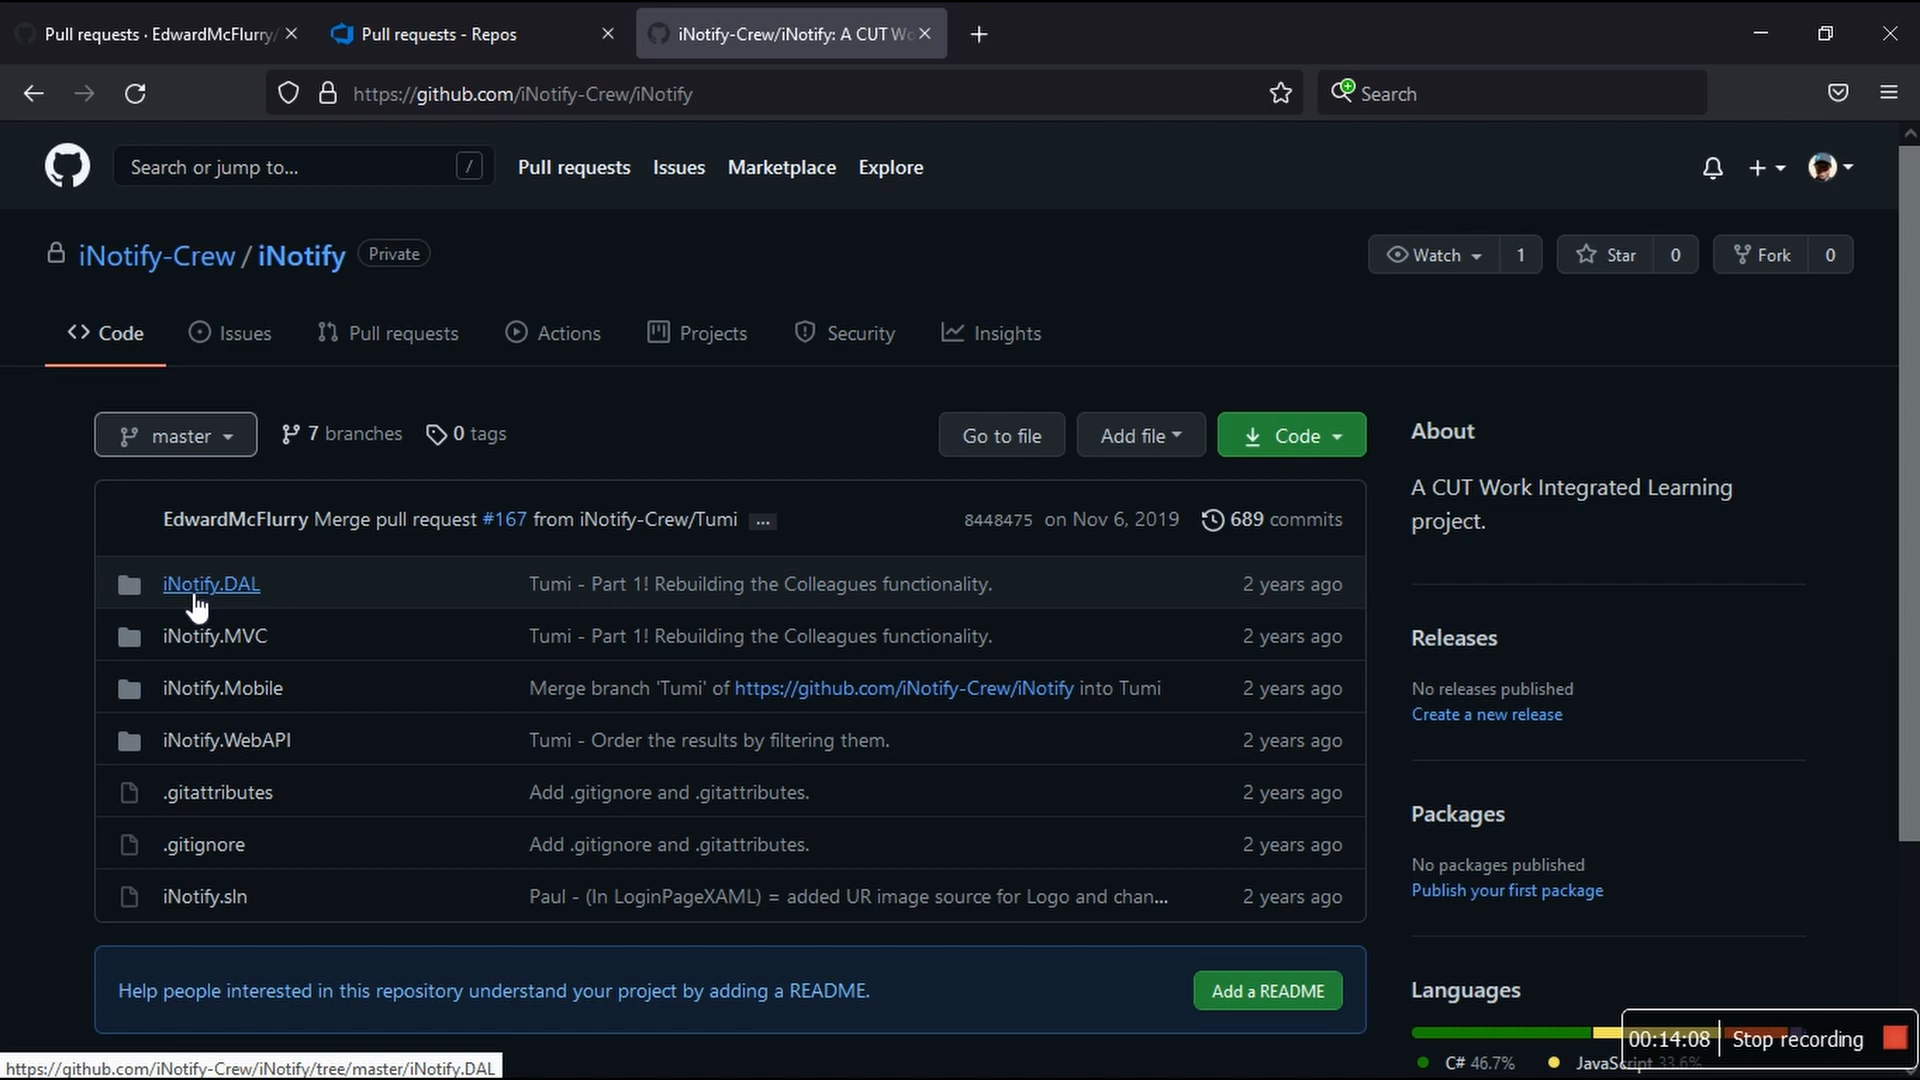 Pull requests · EdwardMcFlurry/
Pull requests - Repos
iNotify-Crew/iNotify: A CUT Wo
https://github.com/iNotify-Crew/iNotify
Search
Search or jump to...
/
Pull requests
Issues
Marketplace
Explore
iNotify-Crew / iNotify
Private
Watch
1
Star
0
Fork
0
Code
Issues
Pull requests
Actions
Projects
Security
Insights
master
7 branches
0 tags
Go to file
Add file
Code
About
A CUT Work Integrated Learning
project.
EdwardMcFlurry Merge pull request #167 from iNotify-Crew/Tumi
...
8448475 on Nov 6, 2019
689 commits
iNotify.DAL
Tumi - Part 1! Rebuilding the Colleagues functionality.
2 years ago
iNotify.MVC
Tumi - Part 1! Rebuilding the Colleagues functionality.
2 years ago
Releases
iNotify.Mobile
Merge branch 'Tumi' of https://github.com/iNotify-Crew/iNotify into Tumi
2 years ago
No releases published
Create a new release
iNotify.WebAPI
Tumi - Order the results by filtering them.
2 years ago
.gitattributes
Add .gitignore and .gitattributes.
2 years ago
Packages
.gitignore
Add .gitignore and .gitattributes.
2 years ago
No packages published
Publish your first package
iNotify.sln
Paul - (In LoginPageXAML) = added UR image source for Logo and chan...
2 years ago
Help people interested in this repository understand your project by adding a README.
Add a README
Languages
00:14:08
Stop recording
C# 46.7%
JavaScript 33.6%
https://github.com/iNotify-Crew/iNotify/tree/master/iNotify.DAL